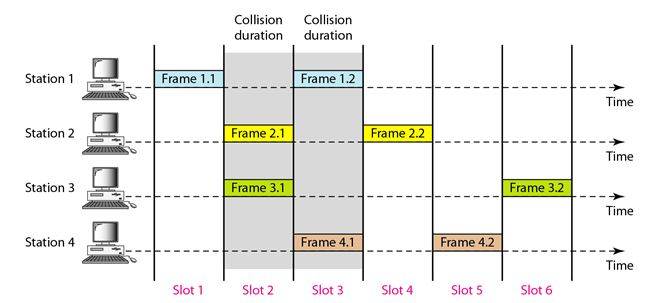 Collision
duration
Collision
duration
Station 1
Frame 1.1
Frame 1.2
Time
Station 2
Frame 2.1
Frame 2.2
Time
Station 3
Frame 3.1
Frame 3.2
Time
Station 4
Frame 4.1
Frame 4.2
Time
Slot 1
Slot 2
Slot 3
Slot 4
Slot 5
Slot 6